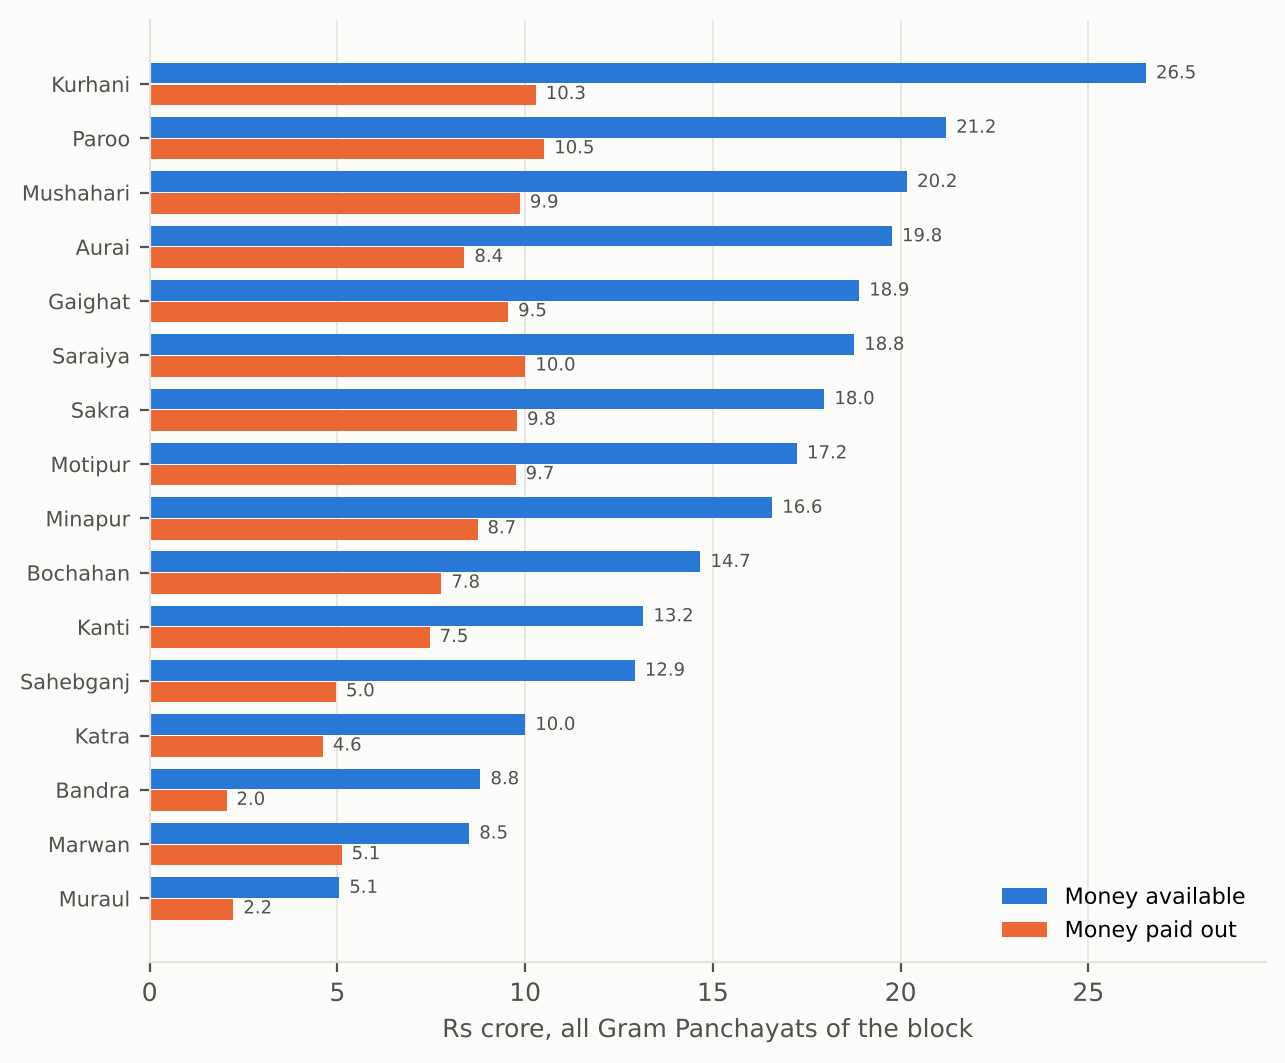 Kurhani 26.5
10.3
Paroo 21.2
10.5
Mushahari 20.2
9.9
Aurai 19.8
8.4
Gaighat 18.9
9.5
Saraiya 18.8
10.0
Sakra 18.0
9.8
Motipur 17.2
9.7
Minapur 16.6
8.7
Bochahan 14.7
7.8
Kanti 13.2
7.5
Sahebganj 12.9
5.0
Katra 10.0
4.6
Bandra 8.8
2.0
Marwan 8.5
5.1
Muraul 5.1
2.2
Money available
Money paid out
0 5 10 15 20 25
Rs crore, all Gram Panchayats of the block